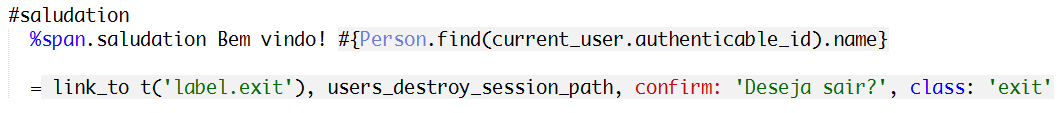 #saludation
%span.saludation Bem vindo! #{Person.find(current_user.authenticable_id).name}
= link_to t('label.exit'), users_destroy_session_path, confirm: 'Deseja sair?', class: 'exit'